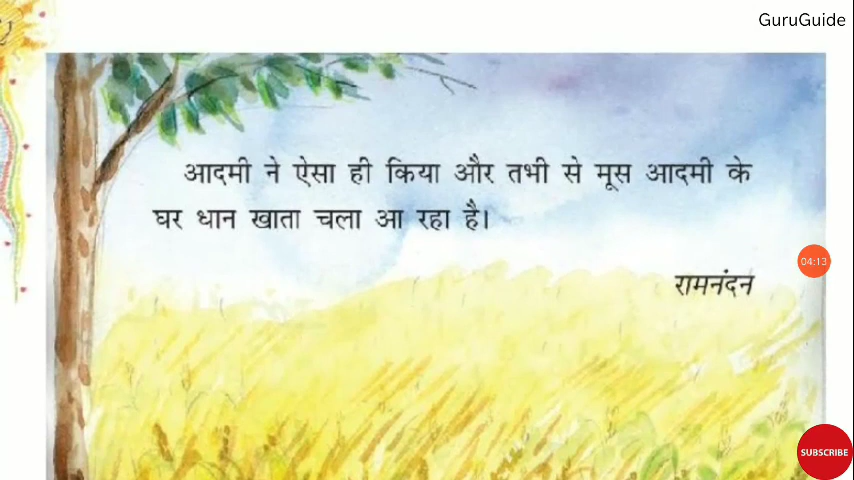 GuruGuide
आदमी ने ऐसा ही किया और तभी से मूस आदमी के
घर धान खाता चला आ रहा है।
04:13
रामनंदन
SUBSCRIBE